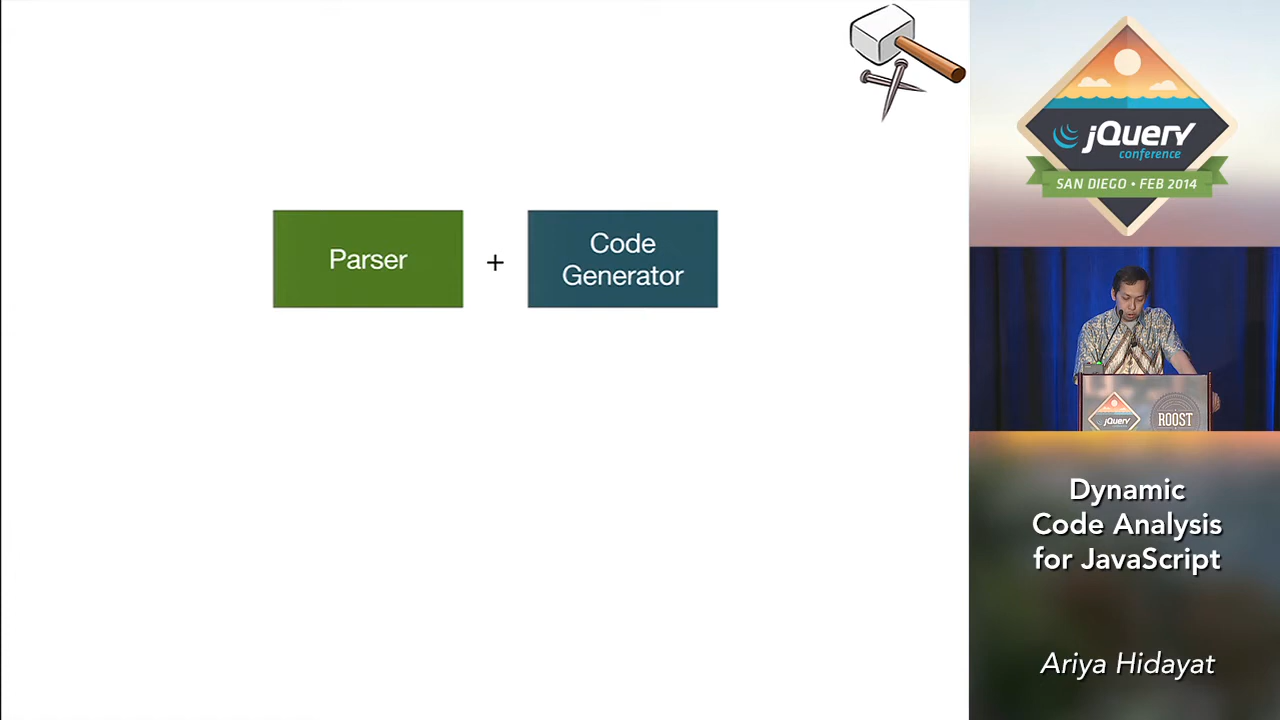 Parser
+
Code
Generator
jQuery
conference
SAN DIEGO • FEB 2014
jQuery
ROOST
Dynamic
Code Analysis
for JavaScript
Ariya Hidayat